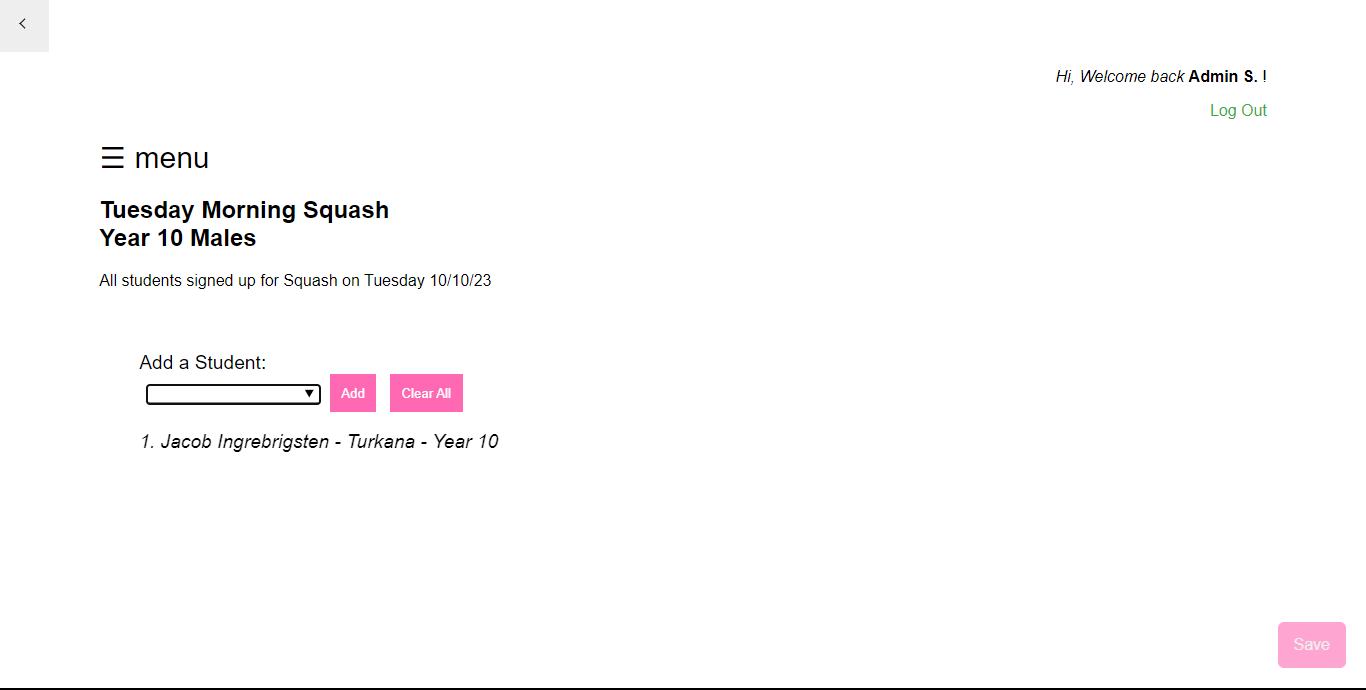 Hi, Welcome back Admin S. !
Log Out
☰ menu
Tuesday Morning Squash
Year 10 Males
All students signed up for Squash on Tuesday 10/10/23
Add a Student:
Add
Clear All
1. Jacob Ingrebrigsten - Turkana - Year 10
Save